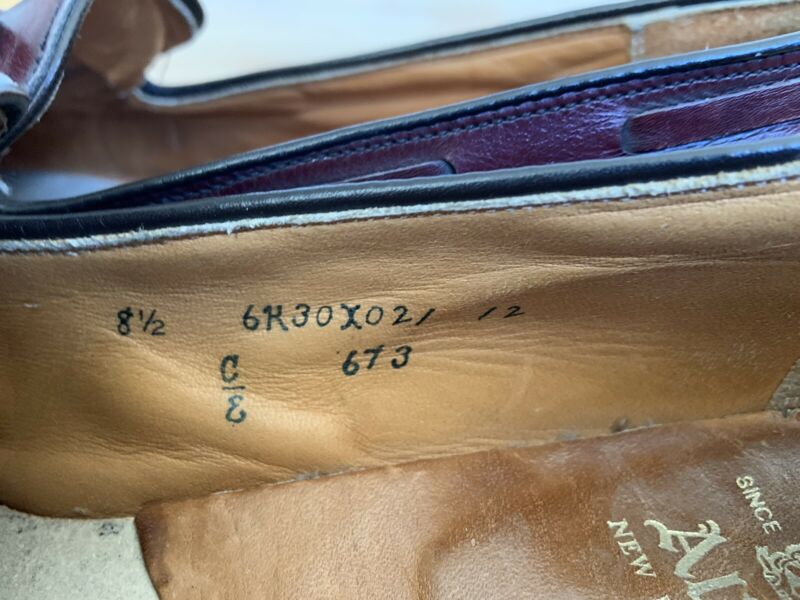 8½ 6H30X021 12
C/E 673
SINCE
NEW